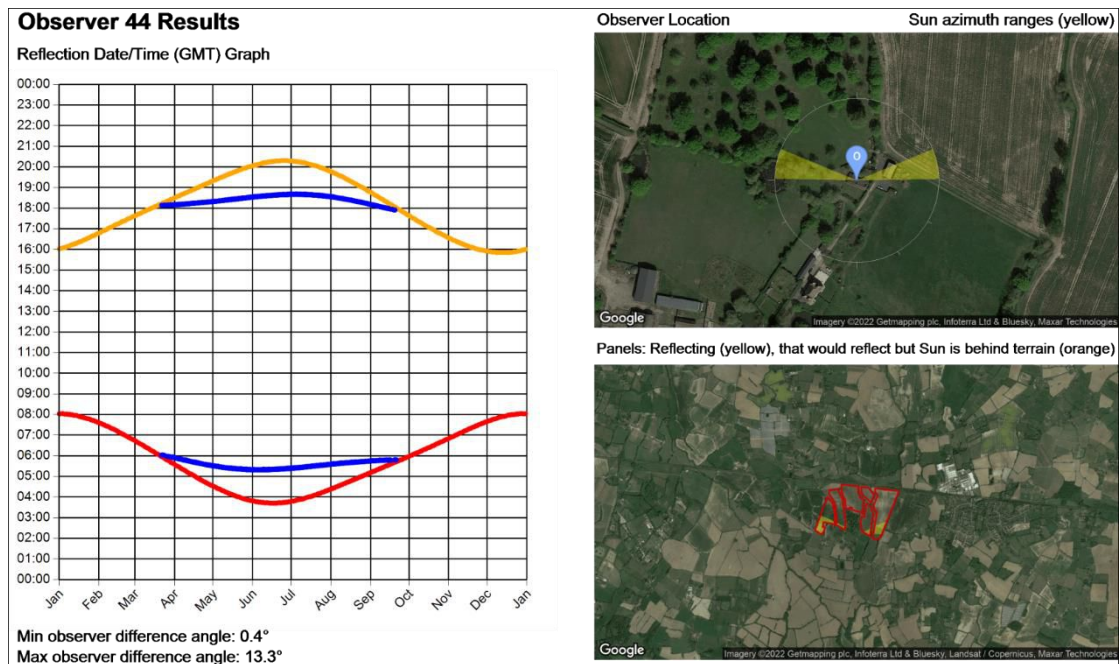 Observer 44 Results
Reflection Date/Time (GMT) Graph
00:00
23:00
22:00
21:00
20:00
19:00
18:00
17:00
16:00
15:00
14:00
13:00
12:00
11:00
10:00
09:00
08:00
07:00
06:00
05:00
04:00
03:00
02:00
01:00
00:00
Jan Feb Mar Apr May Jun Jul Aug Sep Oct Nov Dec Jan
Min observer difference angle: 0.4°
Max observer difference angle: 13.3°
Observer Location Sun azimuth ranges (yellow)
O
Google Imagery ©2022 Getmapping plc, Infoterra Ltd & Bluesky, Maxar Technologies
Panels: Reflecting (yellow), that would reflect but Sun is behind terrain (orange)
Google Imagery ©2022 Getmapping plc, Infoterra Ltd & Bluesky, Landsat / Copernicus, Maxar Technologies